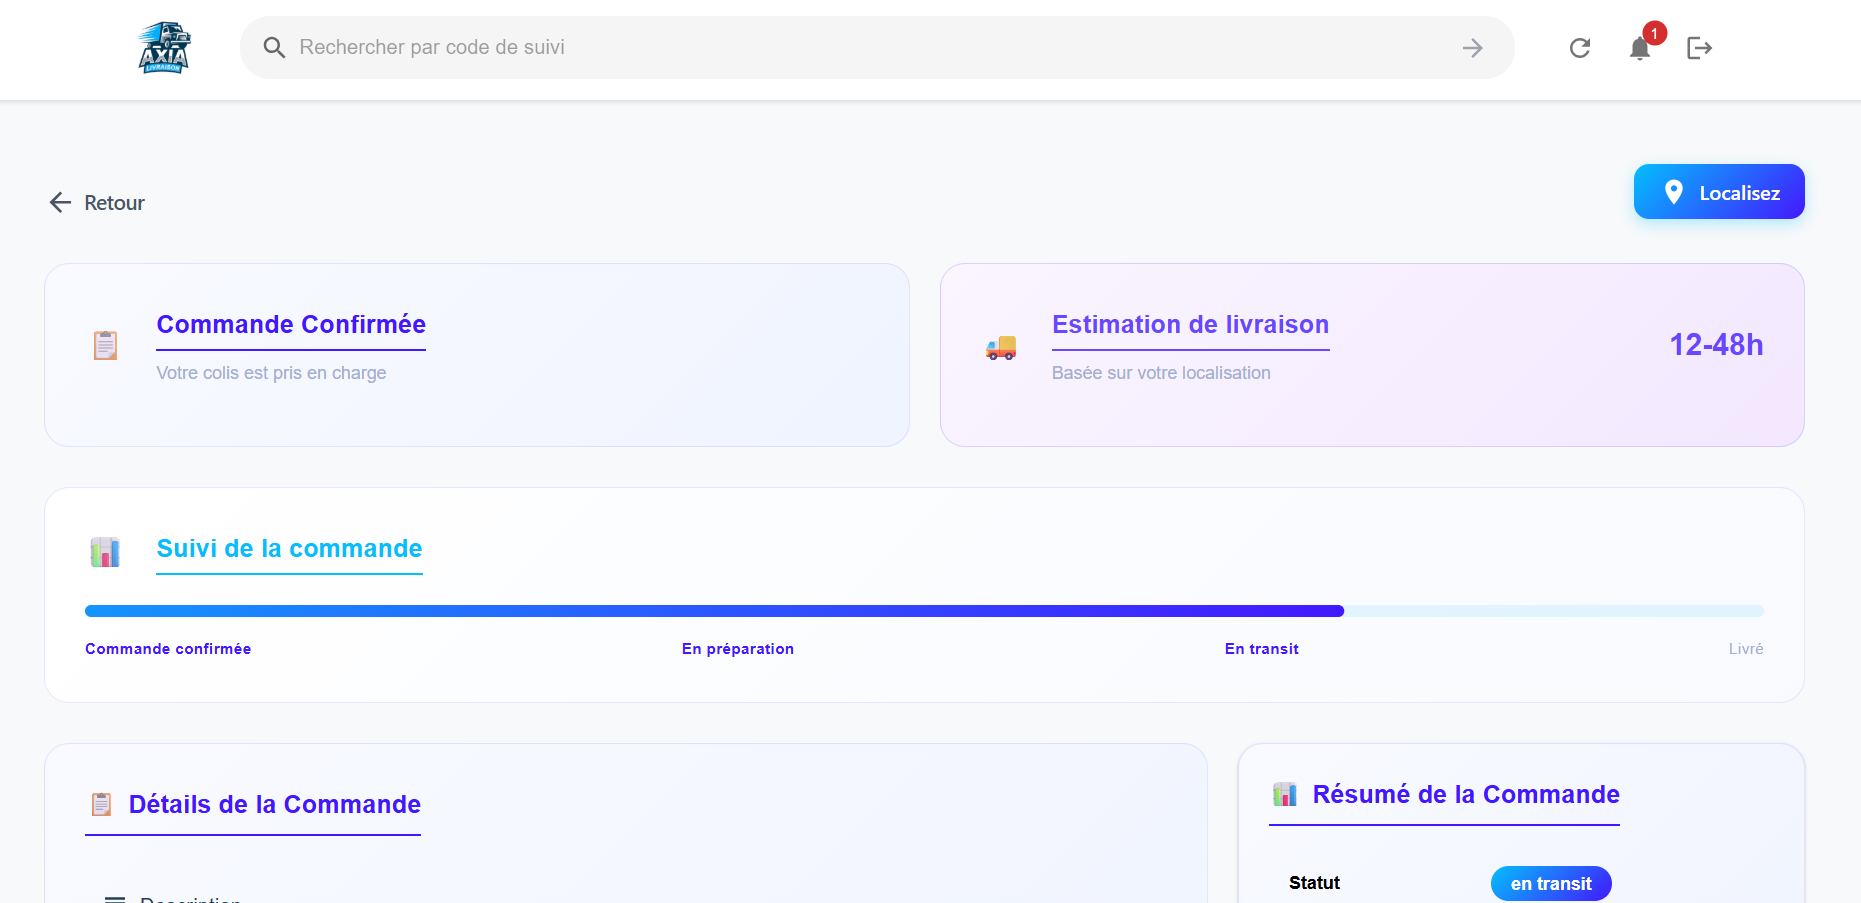 AXIA
LIVRAISON
Rechercher par code de suivi
1
Retour
Localisez
Commande Confirmée
Votre colis est pris en charge
Estimation de livraison
Basée sur votre localisation
12-48h
Suivi de la commande
Commande confirmée
En préparation
En transit
Livré
Détails de la Commande
Résumé de la Commande
Statut
en transit
Description